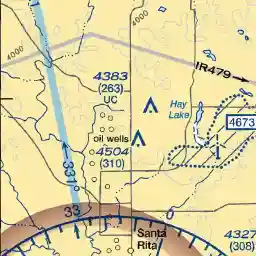 4000
4000
4383
(263)
UC
IR479
Hay
Lake
4673
oil wells
4504
(310)
331°
33
0
Santa
Rita
4327
(308)